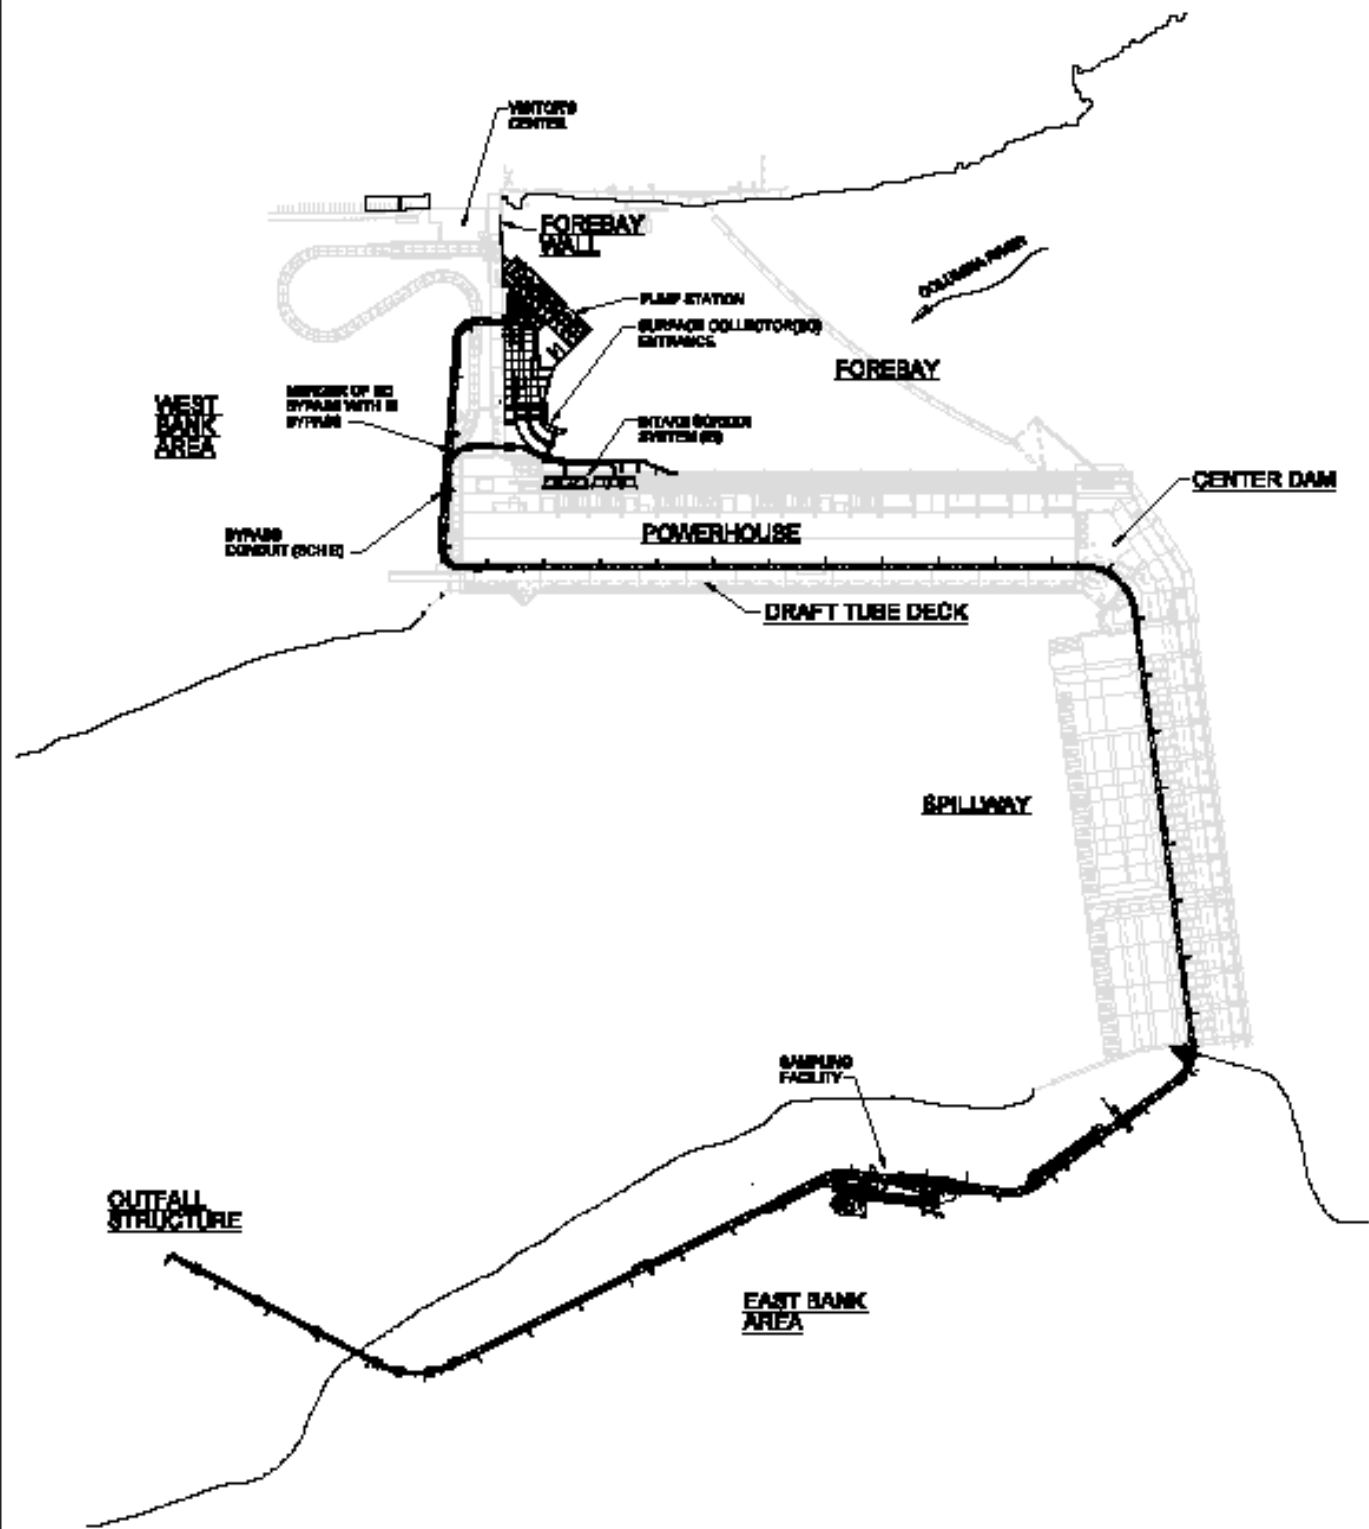 VISITOR'S
CENTER
FOREBAY
WALL
COLUMBIA RIVER
PUMP STATION
SURFACE COLLECTOR(SC)
ENTRANCE
FOREBAY
WEST
BANK
AREA
MERGER OF SC
BYPASS WITH IS
BYPASS
INTAKE SCREEN
SYSTEM (IS)
CENTER DAM
POWERHOUSE
BYPASS
CONDUIT
DRAFT TUBE DECK
SPILLWAY
SAMPLING
FACILITY
OUTFALL
STRUCTURE
EAST BANK
AREA